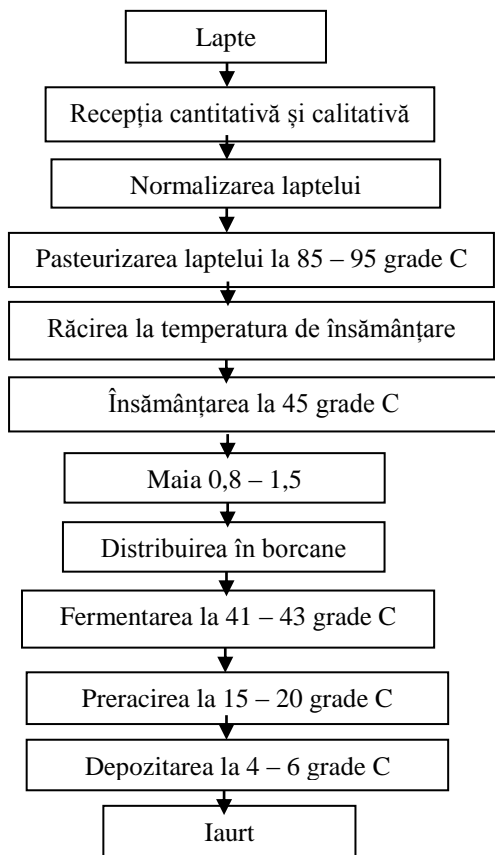 Lapte
Recepția cantitativă și calitativă
Normalizarea laptelui
Pasteurizarea laptelui la 85 – 95 grade C
Răcirea la temperatura de însămânțare
Însămânțarea la 45 grade C
Maia 0,8 – 1,5
Distribuirea în borcane
Fermentarea la 41 – 43 grade C
Preracirea la 15 – 20 grade C
Depozitarea la 4 – 6 grade C
Iaurt